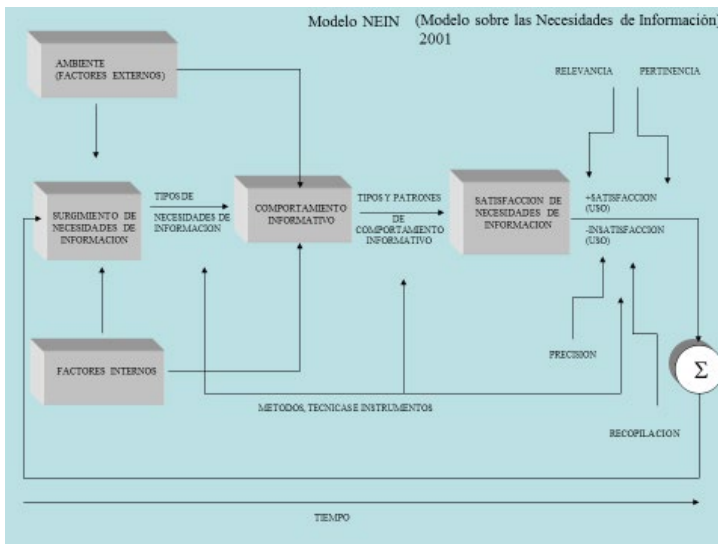 Modelo NEIN (Modelo sobre las Necesidades de Información)
2001
AMBIENTE
(FACTORES EXTERNOS)
RELEVANCIA
PERTINENCIA
SURGIMIENTO DE
NECESIDADES DE
INFORMACION
TIPOS DE
NECESIDADES DE
INFORMACION
COMPORTAMIENTO
INFORMATIVO
TIPOS Y PATRONES
DE
COMPORTAMIENTO
INFORMATIVO
SATISFACCION DE
NECESIDADES DE
INFORMACION
+SATISFACCION
(USO)
-INSATISFACCION
(USO)
FACTORES INTERNOS
PRECISION
Σ
METODOS, TECNICAS E INSTRUMENTOS
RECOPILACION
TIEMPO